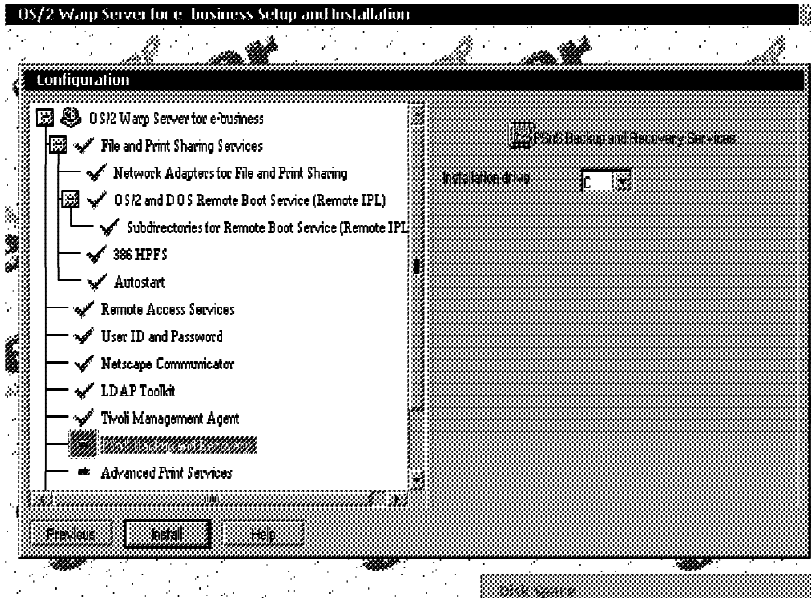 OS/2 Warp Server for e-business Setup and Installation
Configuration
OS/2 Warp Server for e-business
File and Print Sharing Services
Network Adapters for File and Print Sharing
OS/2 and DOS Remote Boot Service (Remote IPL)
Subdirectories for Remote Boot Service (Remote IPL
386 HPFS
Autostart
Remote Access Services
User ID and Password
Netscape Communicator
LDAP Toolkit
Tivoli Management Agent
Advanced Print Services
Backup and Recovery Services
Installation drive
Previous
Install
Help
Disk Space